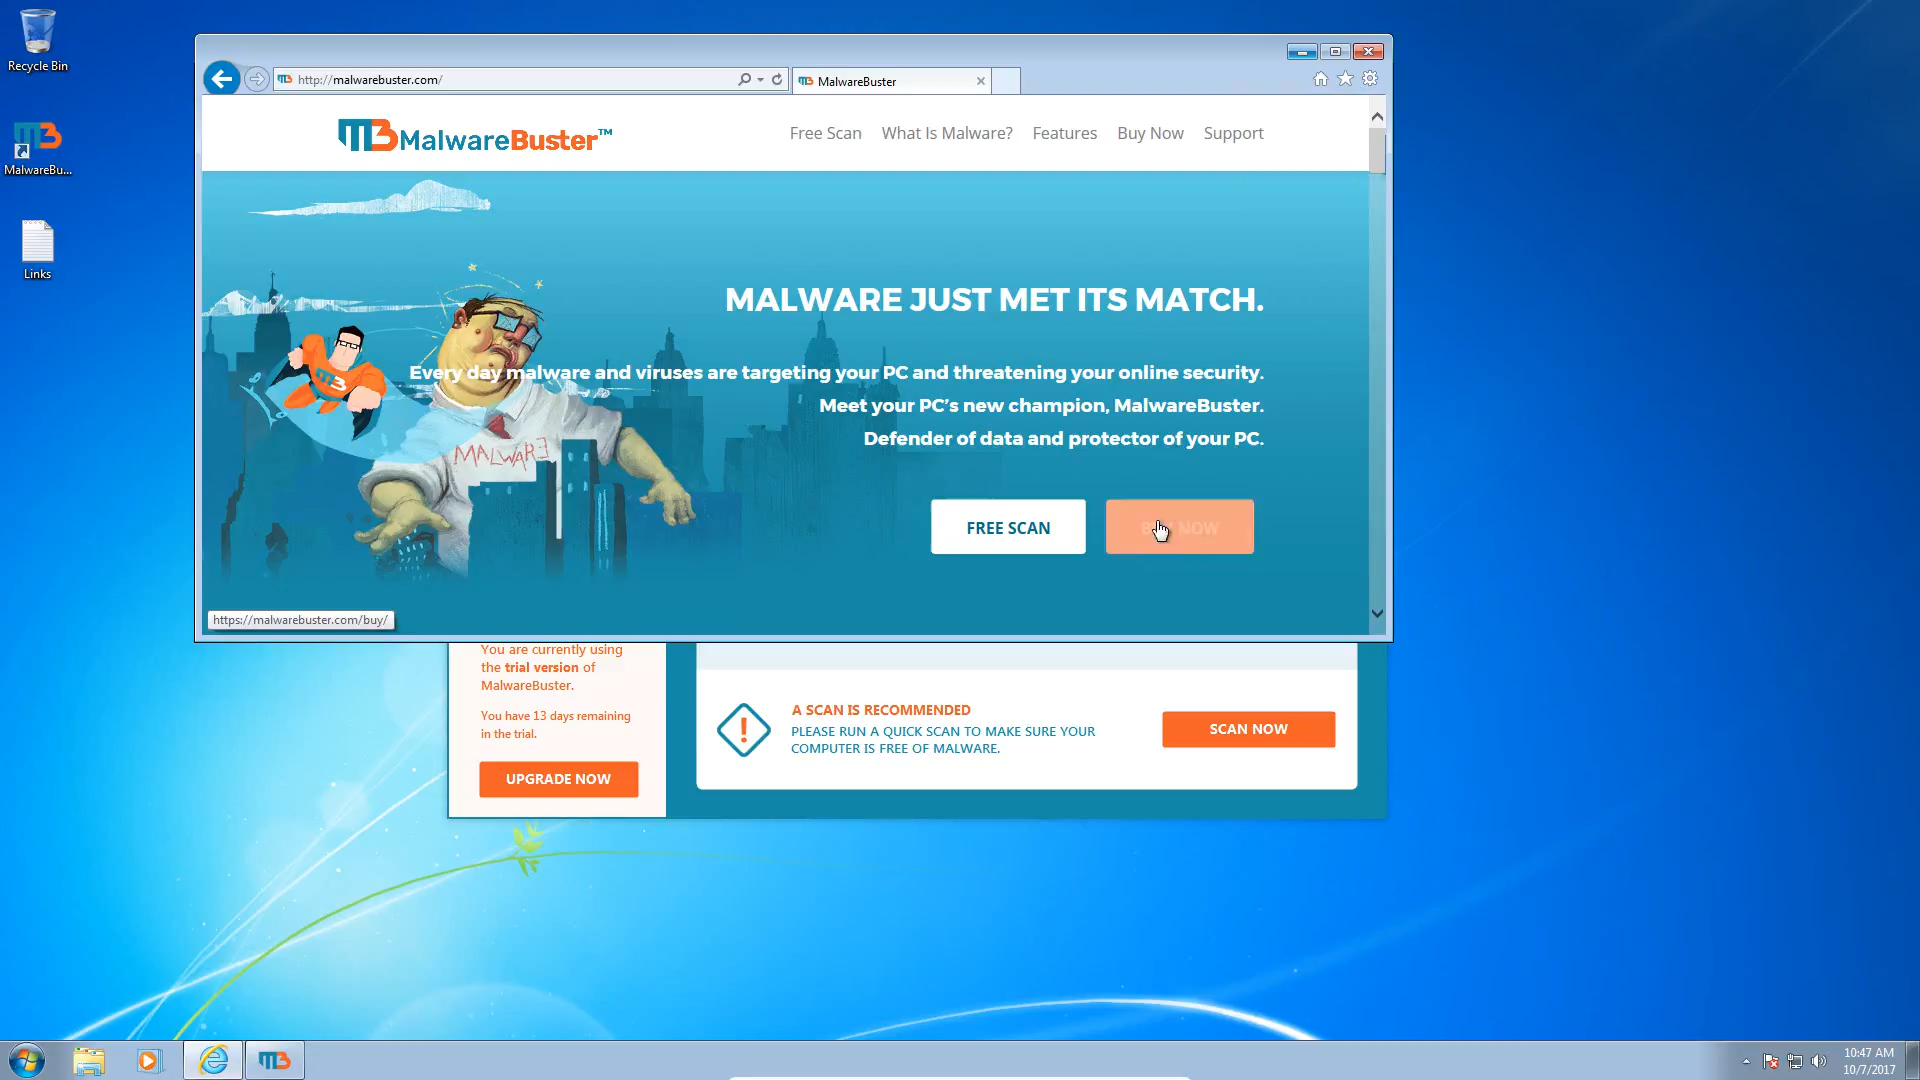 Recycle Bin
MalwareBu...
Links
http://malwarebuster.com/
MalwareBuster
M3MalwareBuster™
Free Scan What Is Malware? Features Buy Now Support
MALWARE JUST MET ITS MATCH.
Every day malware and viruses are targeting your PC and threatening your online security.
Meet your PC’s new champion, MalwareBuster.
Defender of data and protector of your PC.
M3
MALWARE
FREE SCAN
NOW
https://malwarebuster.com/buy/
You are currently using
the trial version of
MalwareBuster.
You have 13 days remaining
in the trial.
UPGRADE NOW
A SCAN IS RECOMMENDED
PLEASE RUN A QUICK SCAN TO MAKE SURE YOUR
COMPUTER IS FREE OF MALWARE.
SCAN NOW
M3
10:47 AM
10/7/2017